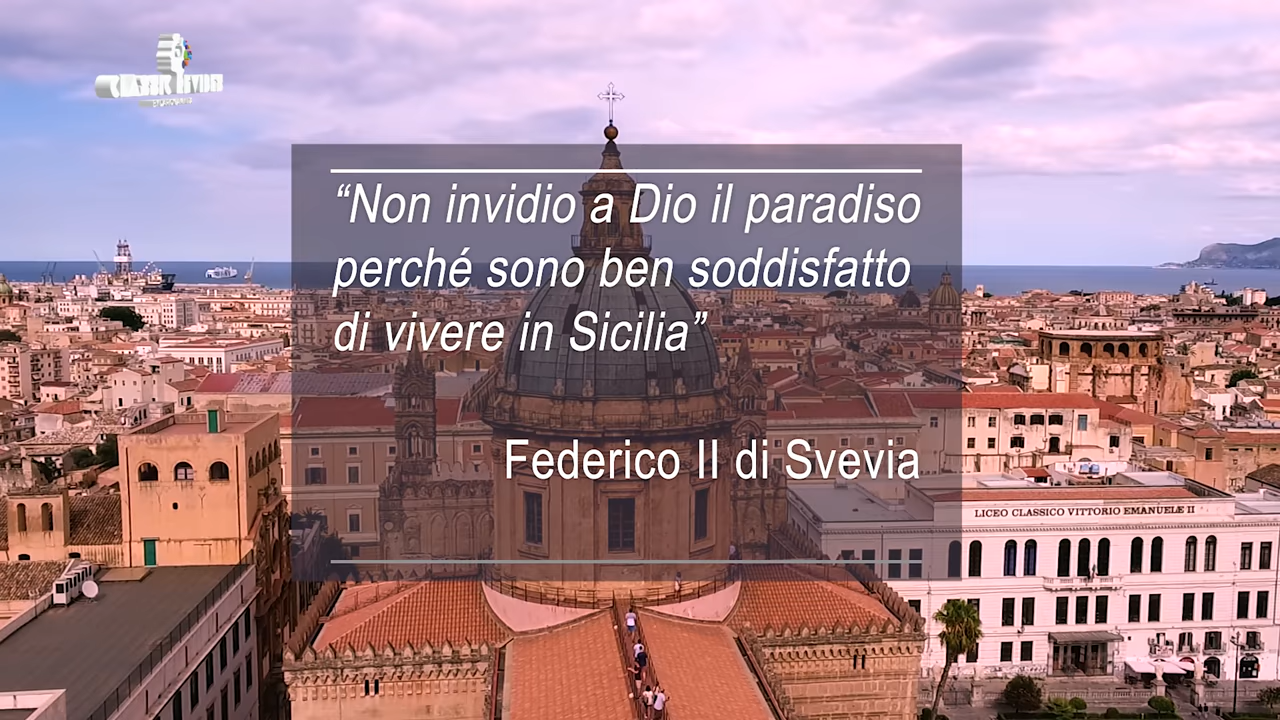 “Non invidio a Dio il paradiso
perché sono ben soddisfatto
di vivere in Sicilia”
Federico II di Svevia
LICEO CLASSICO VITTORIO EMANUELE II